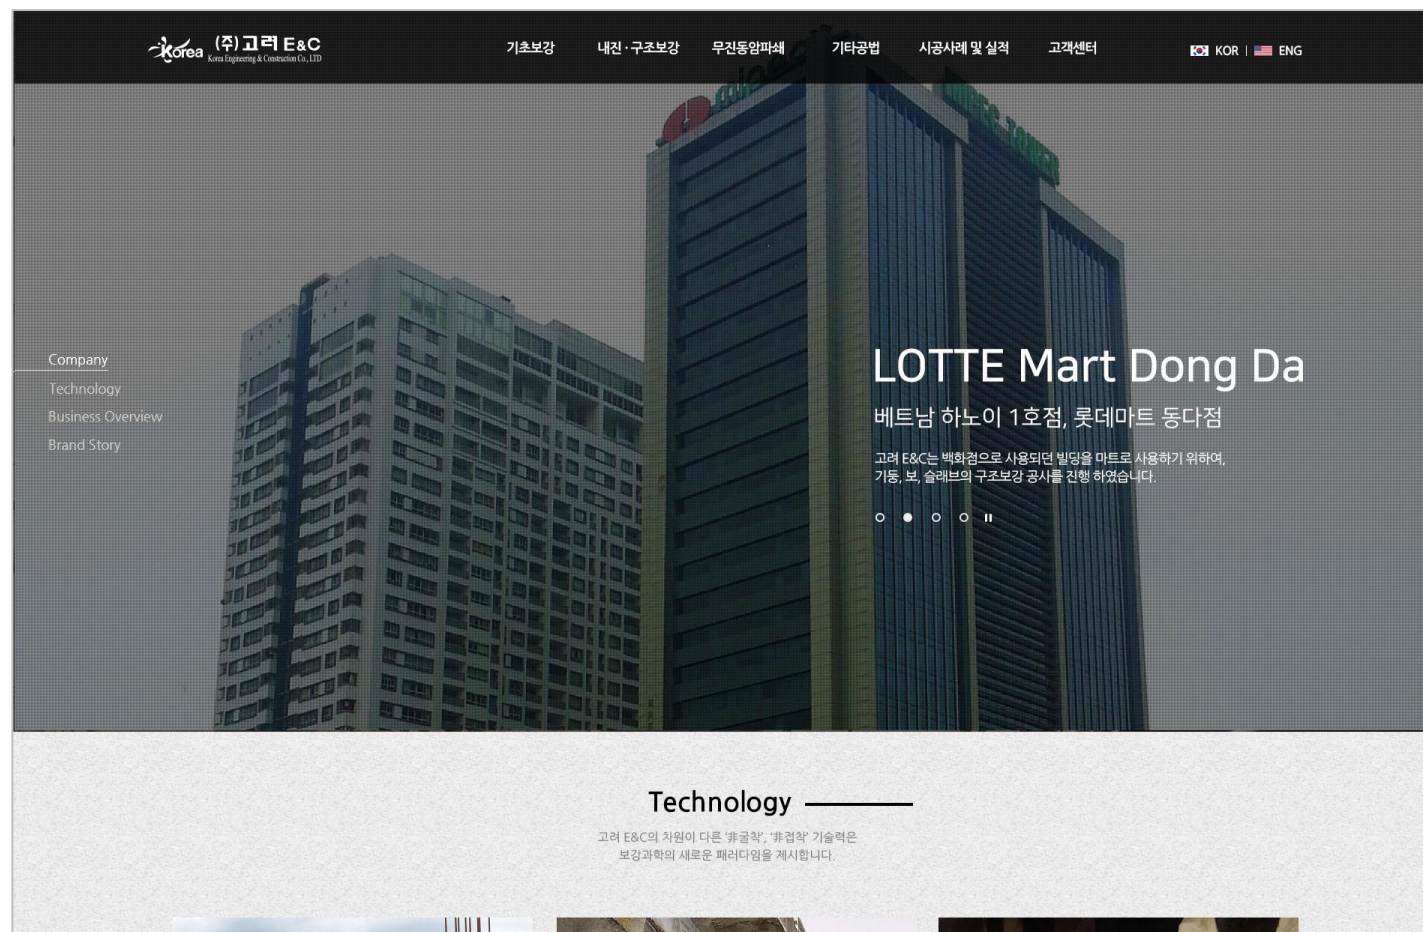 Korea (주)고려 E&C
Korea Engineering & Construction Co., LTD
기초보강 내진 · 구조보강 무진동암파쇄 기타공법 시공사례 및 실적 고객센터 KOR | ENG
mipec
MIPEC TOWER
Company
Technology
Business Overview
Brand Story
LOTTE Mart Dong Da
베트남 하노이 1호점, 롯데마트 동다점
고려 E&C는 백화점으로 사용되던 빌딩을 마트로 사용하기 위하여,
기둥, 보, 슬래브의 구조보강 공사를 진행 하였습니다.
Technology
고려 E&C의 차원이 다른 '非굴착', '非접착' 기술력은
보강과학의 새로운 패러다임을 제시합니다.